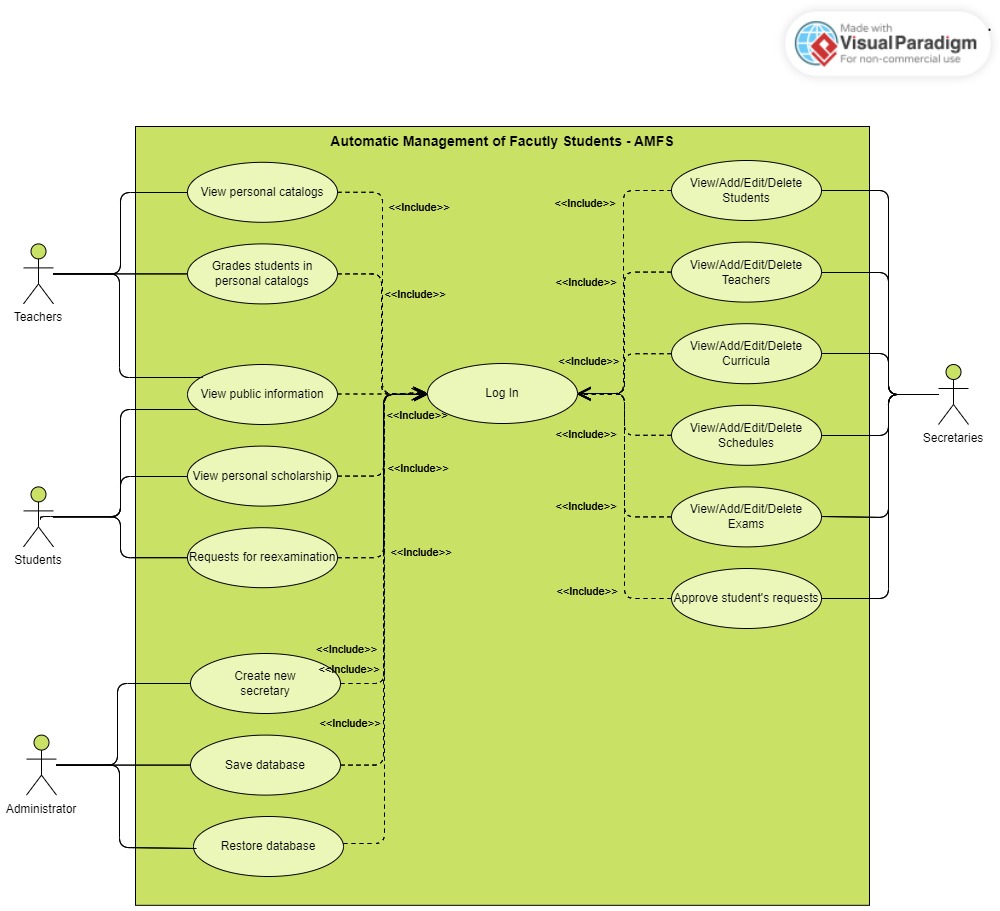 Made with
Visual Paradigm
For non-commercial use
Automatic Management of Facutly Students - AMFS
View personal catalogs
<<Include>>
Grades students in
personal catalogs
<<Include>>
View public information
<<Include>>
View personal scholarship
<<Include>>
Requests for reexamination
<<Include>>
<<Include>>
<<Include>>
Create new
secretary
<<Include>>
Save database
Restore database
Teachers
Students
Administrator
Log In
<<Include>>
View/Add/Edit/Delete
Students
<<Include>>
View/Add/Edit/Delete
Teachers
<<Include>>
View/Add/Edit/Delete
Curricula
<<Include>>
View/Add/Edit/Delete
Schedules
<<Include>>
View/Add/Edit/Delete
Exams
<<Include>>
Approve student's requests
Secretaries